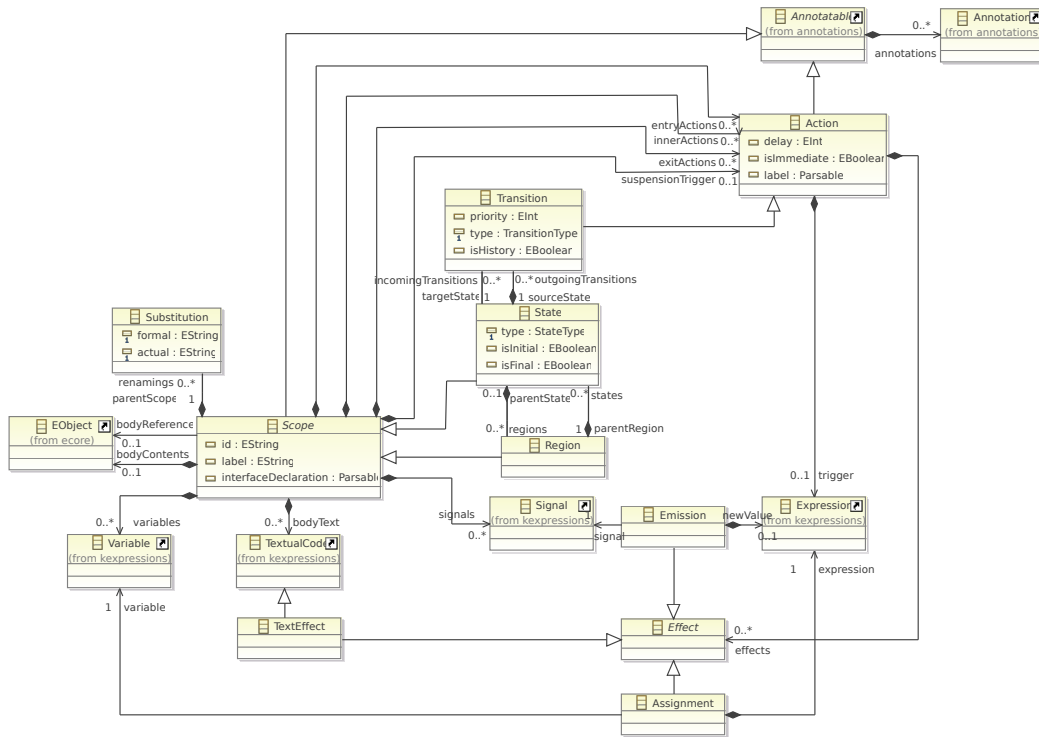 Annotatable
(from annotations)
0..*
annotations
Annotation
(from annotations
Action
delay : EInt
isImmediate : EBoolean
label : Parsable
entryActions 0..*
innerActions 0..*
exitActions 0..*
suspensionTrigger 0..1
Transition
priority : EInt
type : TransitionType
isHistory : EBoolean
incomingTransitions 0..*
0..* outgoingTransitions
targetState 1
1 sourceState
State
type : StateType
isInitial : EBoolean
isFinal : EBoolean
Substitution
formal : EString
actual : EString
renamings 0..*
parentScope 1
0..1 parentState
0..* states
0..* regions
1 parentRegion
Region
EObject
(from ecore)
bodyReference
0..1
bodyContents
0..1
Scope
id : EString
label : EString
interfaceDeclaration : Parsable
signals
0..*
Signal
(from kexpressions)
1
signal
Emission
newValue
0..1
0..1 trigger
Expression
(from kexpressions)
0..* variables
0..* bodyText
Variable
(from kexpressions)
TextualCode
(from kexpressions)
1 variable
1 expression
TextEffect
Effect
0..*
effects
Assignment